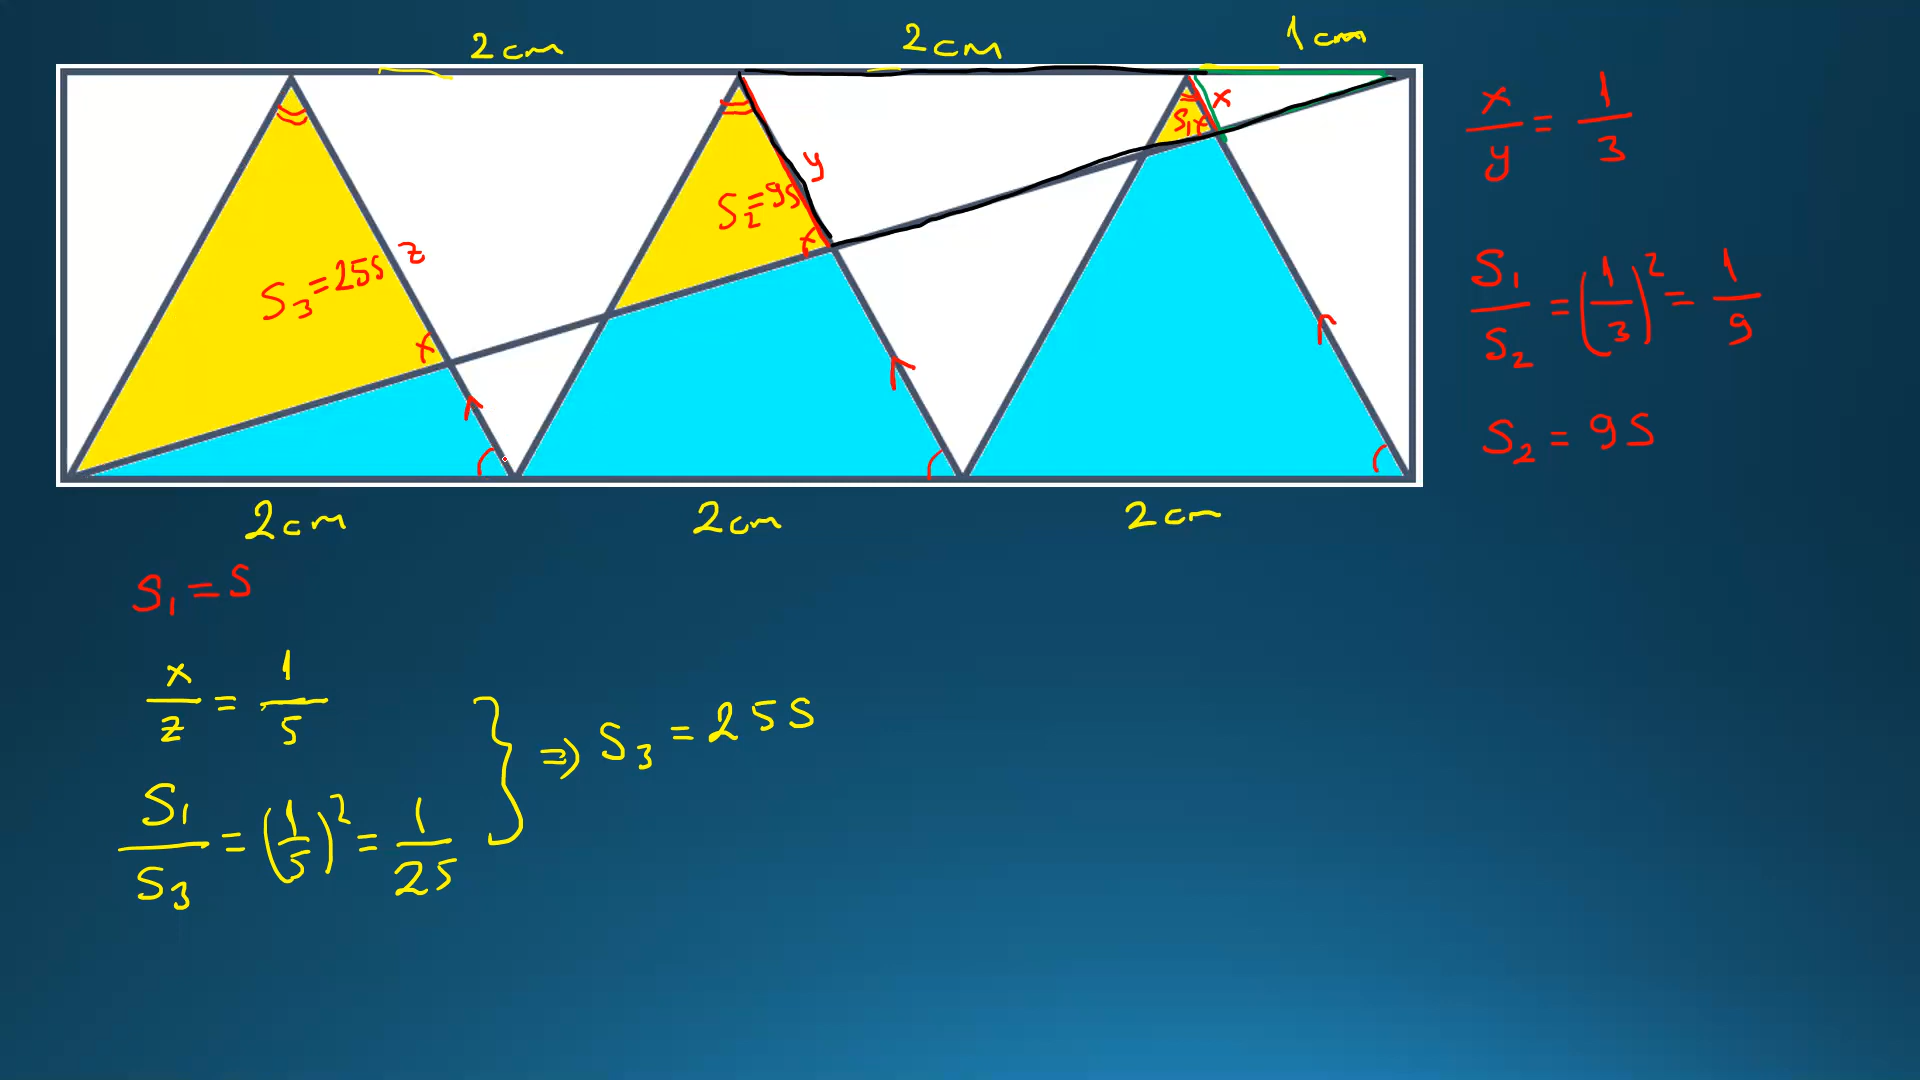 2cm 2cm 1cm
x
S₁ x
y
S₂=9S
z
S₃=25S
x
x
2cm 2cm 2cm
x/y = 1/3
S₁/S₂ = (1/3)² = 1/9
S₂ = 9S
S₁ = S
x/z = 1/5
S₁/S₃ = (1/5)² = 1/25
} ⇒ S₃ = 25S